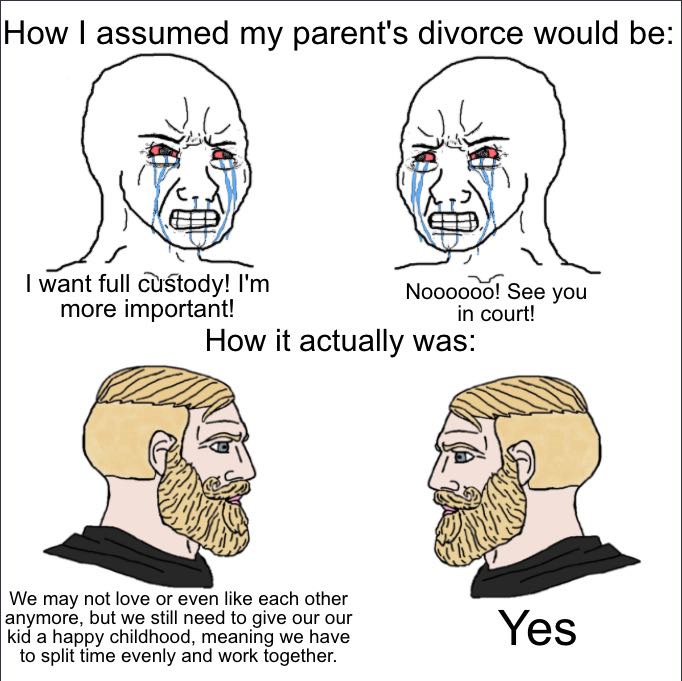 How I assumed my parent's divorce would be:
I want full custody! I'm
more important!
Noooooo! See you
in court!
How it actually was:
We may not love or even like each other
anymore, but we still need to give our our
kid a happy childhood, meaning we have
to split time evenly and work together.
Yes